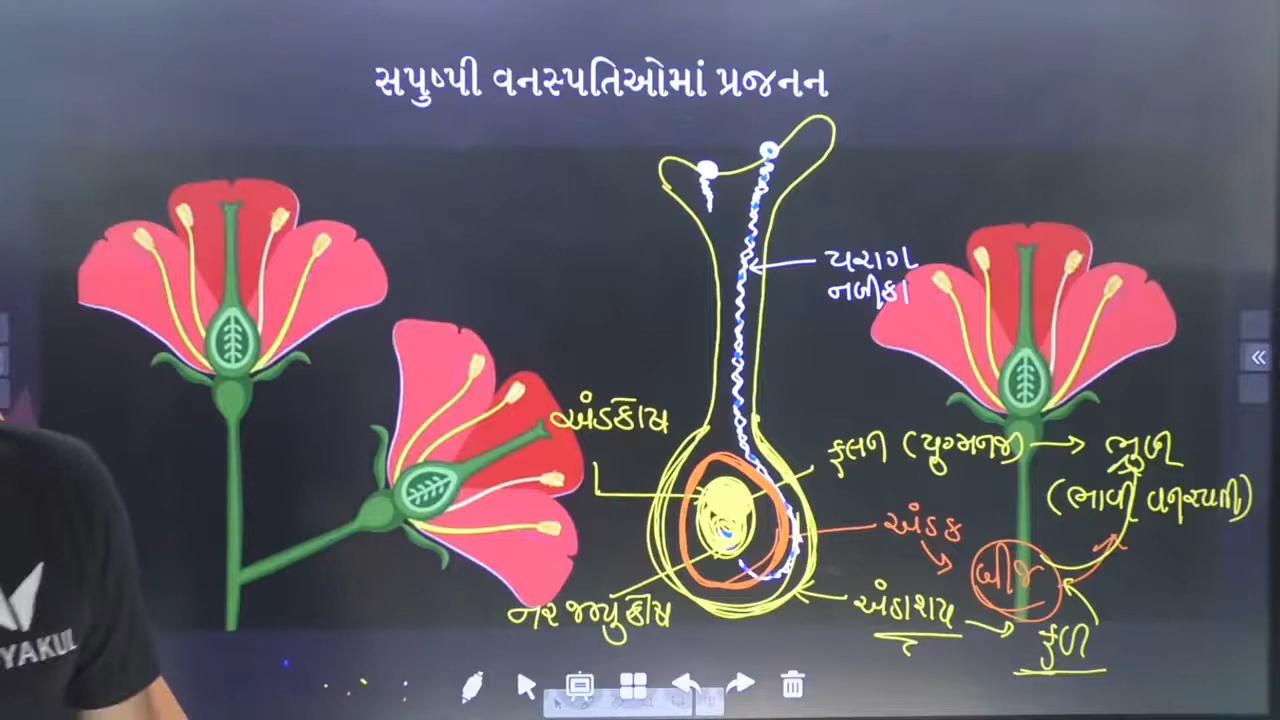 સપુષ્પી વનસ્પતિઓમાં પ્રજનન
પરાગ
નલીકા
અંડકોષ
ફલન (યુગ્મનજ) → ભ્રુણ
(ભાવી વનસ્પતી)
અંડક
બીજ
નર જન્યુકોષ
અંડાશય
ફળ
YAKUL